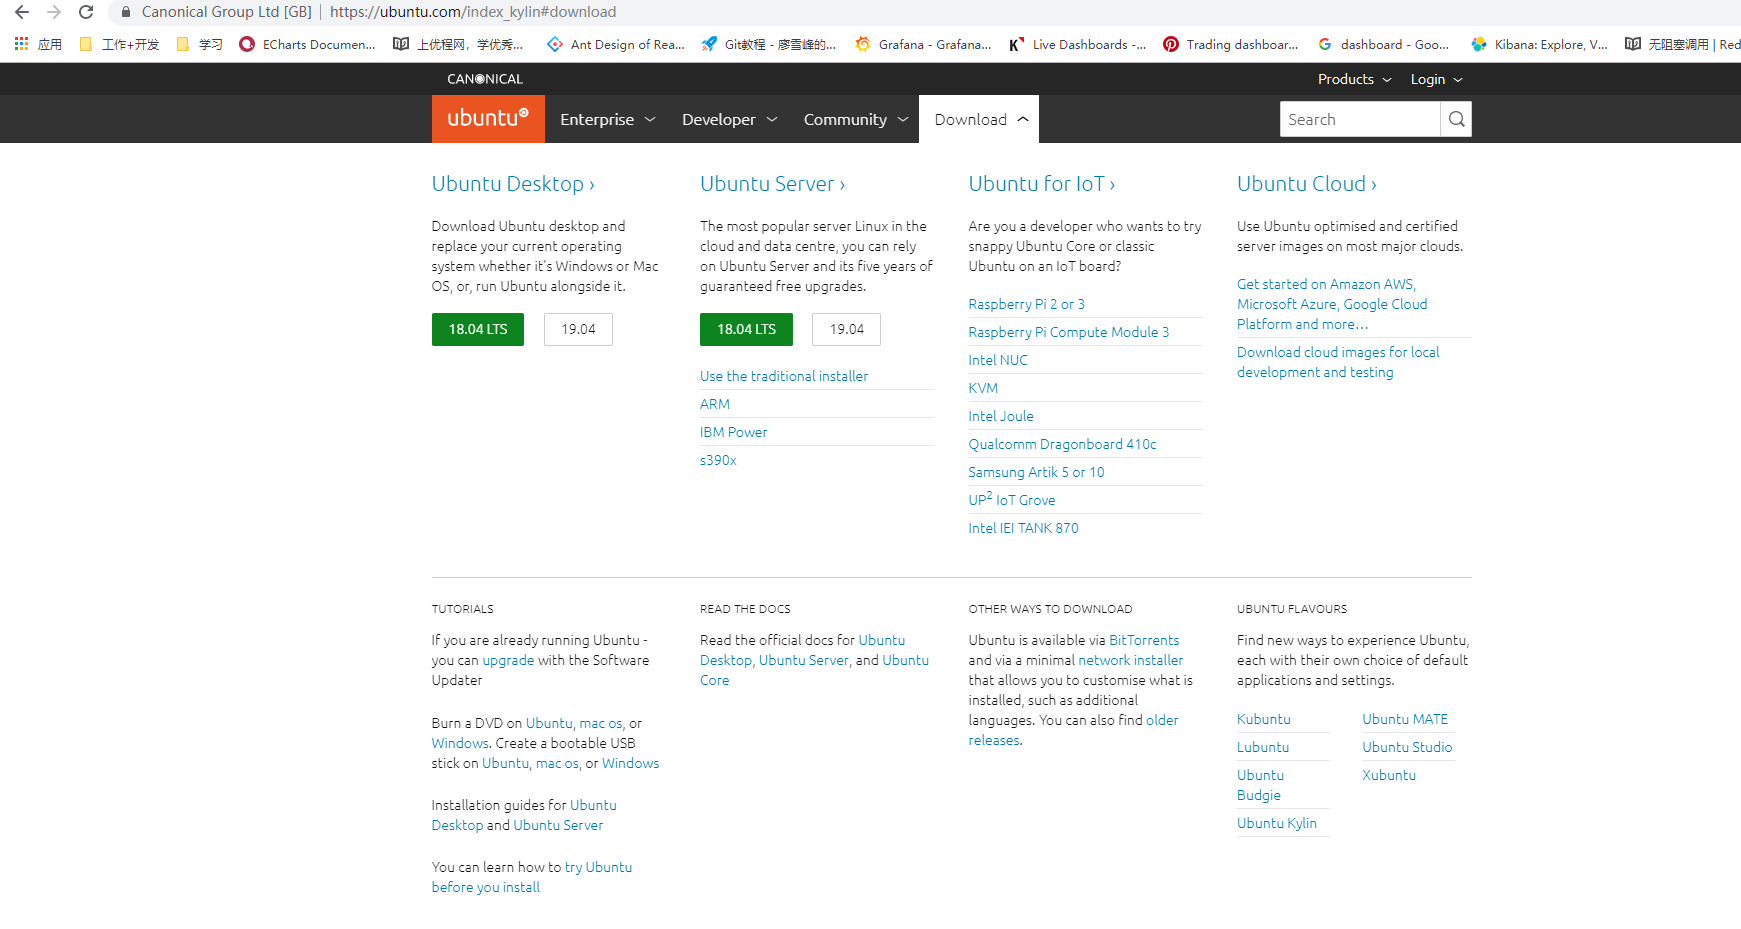 Canonical Group Ltd [GB] | https://ubuntu.com/index_kylin#download
应用 工作+开发 学习 ECharts Documen... 上优程网，学优秀... Ant Design of Rea... Git教程 - 廖雪峰的... Grafana - Grafana... Live Dashboards -... Trading dashboar... dashboard - Goo... Kibana: Explore, V... 无阻塞调用 | Red
CANONICAL Products Login
ubuntu Enterprise Developer Community Download Search
Ubuntu Desktop ›
Download Ubuntu desktop and
replace your current operating
system whether it's Windows or Mac
OS, or, run Ubuntu alongside it.
18.04 LTS 19.04
Ubuntu Server ›
The most popular server Linux in the
cloud and data centre, you can rely
on Ubuntu Server and its five years of
guaranteed free upgrades.
18.04 LTS 19.04
Use the traditional installer
ARM
IBM Power
s390x
Ubuntu for IoT ›
Are you a developer who wants to try
snappy Ubuntu Core or classic
Ubuntu on an IoT board?
Raspberry Pi 2 or 3
Raspberry Pi Compute Module 3
Intel NUC
KVM
Intel Joule
Qualcomm Dragonboard 410c
Samsung Artik 5 or 10
UP² IoT Grove
Intel IEI TANK 870
Ubuntu Cloud ›
Use Ubuntu optimised and certified
server images on most major clouds.
Get started on Amazon AWS,
Microsoft Azure, Google Cloud
Platform and more…
Download cloud images for local
development and testing
TUTORIALS
If you are already running Ubuntu -
you can upgrade with the Software
Updater
Burn a DVD on Ubuntu, mac os, or
Windows. Create a bootable USB
stick on Ubuntu, mac os, or Windows
Installation guides for Ubuntu
Desktop and Ubuntu Server
You can learn how to try Ubuntu
before you install
READ THE DOCS
Read the official docs for Ubuntu
Desktop, Ubuntu Server, and Ubuntu
Core
OTHER WAYS TO DOWNLOAD
Ubuntu is available via BitTorrents
and via a minimal network installer
that allows you to customise what is
installed, such as additional
languages. You can also find older
releases.
UBUNTU FLAVOURS
Find new ways to experience Ubuntu,
each with their own choice of default
applications and settings.
Kubuntu
Lubuntu
Ubuntu
Budgie
Ubuntu Kylin
Ubuntu MATE
Ubuntu Studio
Xubuntu